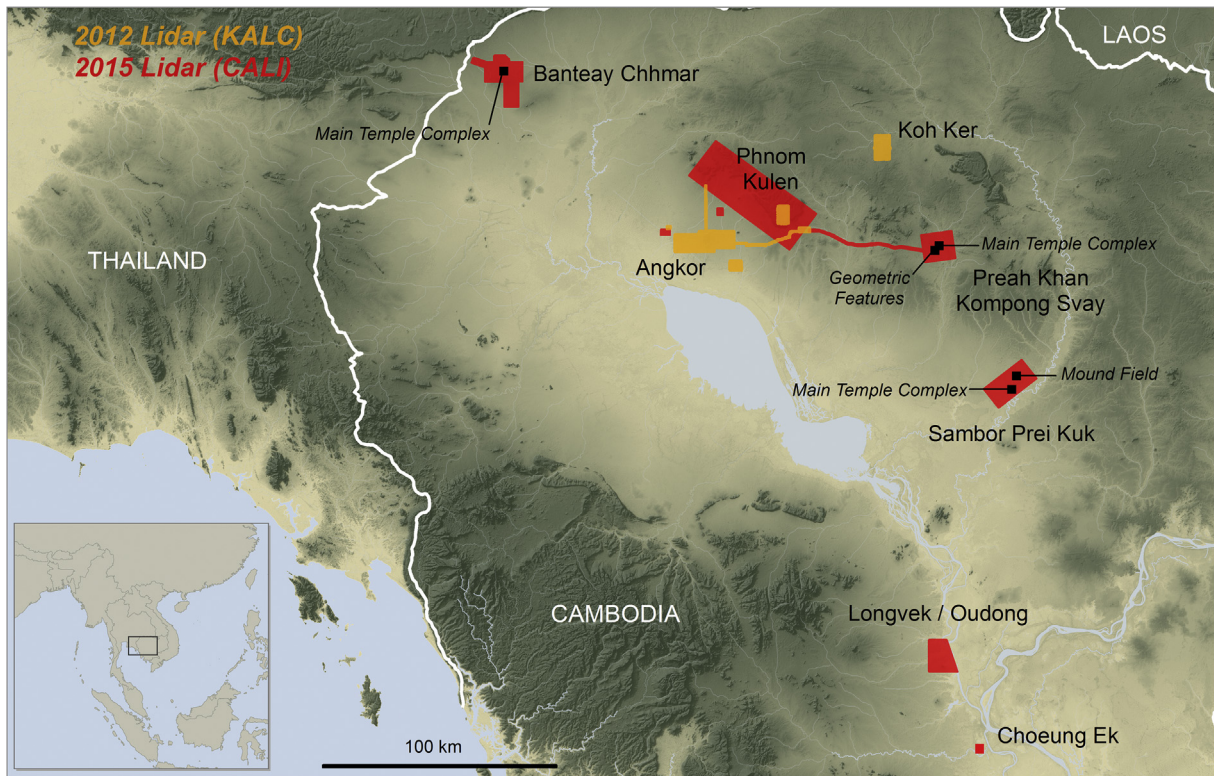 2012 Lidar (KALC)
2015 Lidar (CALI)
LAOS
Banteay Chhmar
Main Temple Complex
Koh Ker
Phnom
Kulen
THAILAND
Angkor
Main Temple Complex
Geometric
Features
Preah Khan
Kompong Svay
Mound Field
Main Temple Complex
Sambor Prei Kuk
CAMBODIA
Longvek / Oudong
Choeung Ek
100 km